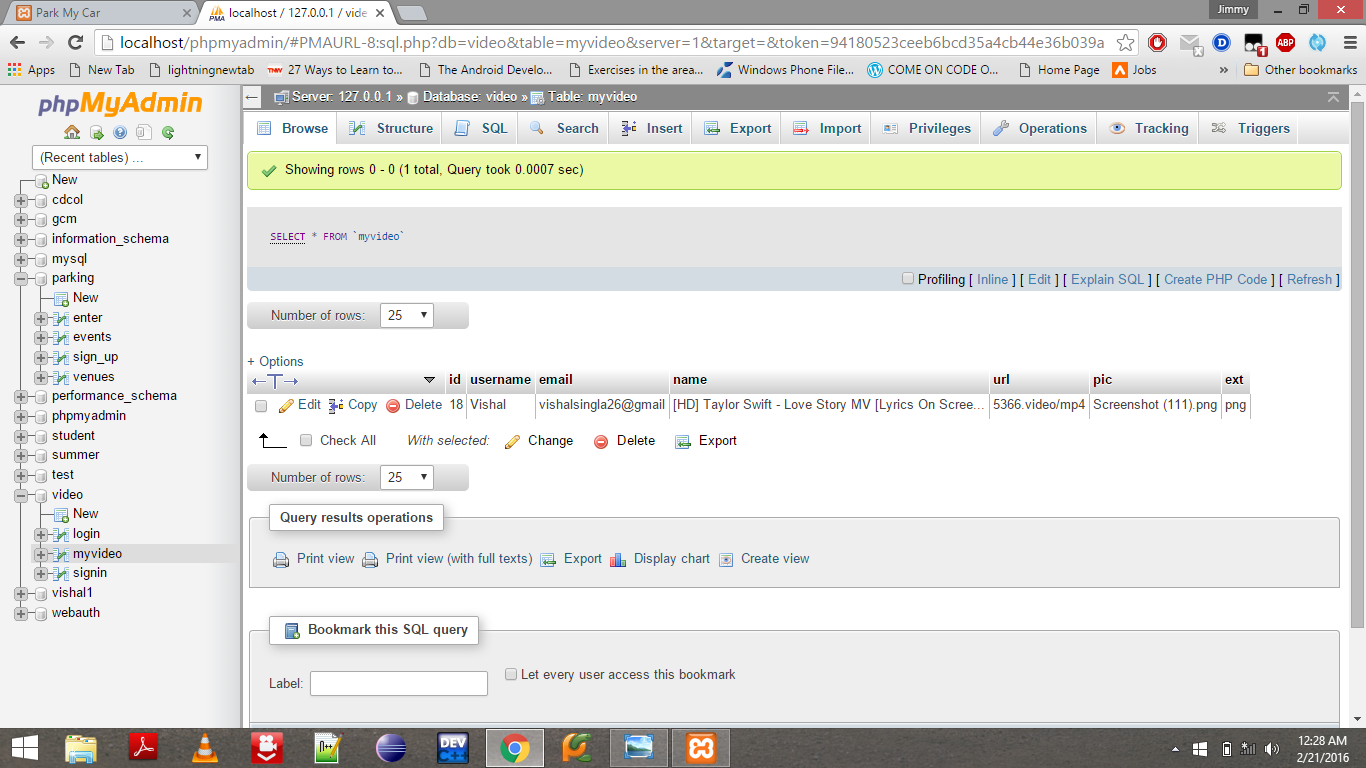 Park My Car
localhost / 127.0.0.1 / vide
Jimmy
localhost/phpmyadmin/#PMAURL-8:sql.php?db=video&table=myvideo&server=1&target=&token=94180523ceeb6bcd35a4cb44e36b039a
Apps New Tab lightningnewtab 27 Ways to Learn to... The Android Develo... Exercises in the area... Windows Phone File... COME ON CODE O... Home Page Jobs » Other bookmarks
phpMyAdmin
(Recent tables) ...
New
cdcol
gcm
information_schema
mysql
parking
New
enter
events
sign_up
venues
performance_schema
phpmyadmin
student
summer
test
video
New
login
myvideo
signin
vishal1
webauth
Server: 127.0.0.1 » Database: video » Table: myvideo
Browse Structure SQL Search Insert Export Import Privileges Operations Tracking Triggers
Showing rows 0 - 0 (1 total, Query took 0.0007 sec)
SELECT * FROM `myvideo`
Profiling [ Inline ] [ Edit ] [ Explain SQL ] [ Create PHP Code ] [ Refresh ]
Number of rows: 25
+ Options
←T→ id username email name url pic ext
Edit Copy Delete 18 Vishal vishalsingla26@gmail [HD] Taylor Swift - Love Story MV [Lyrics On Scree... 5366.video/mp4 Screenshot (111).png png
Check All With selected: Change Delete Export
Number of rows: 25
Query results operations
Print view Print view (with full texts) Export Display chart Create view
Bookmark this SQL query
Label:
Let every user access this bookmark
12:28 AM
2/21/2016